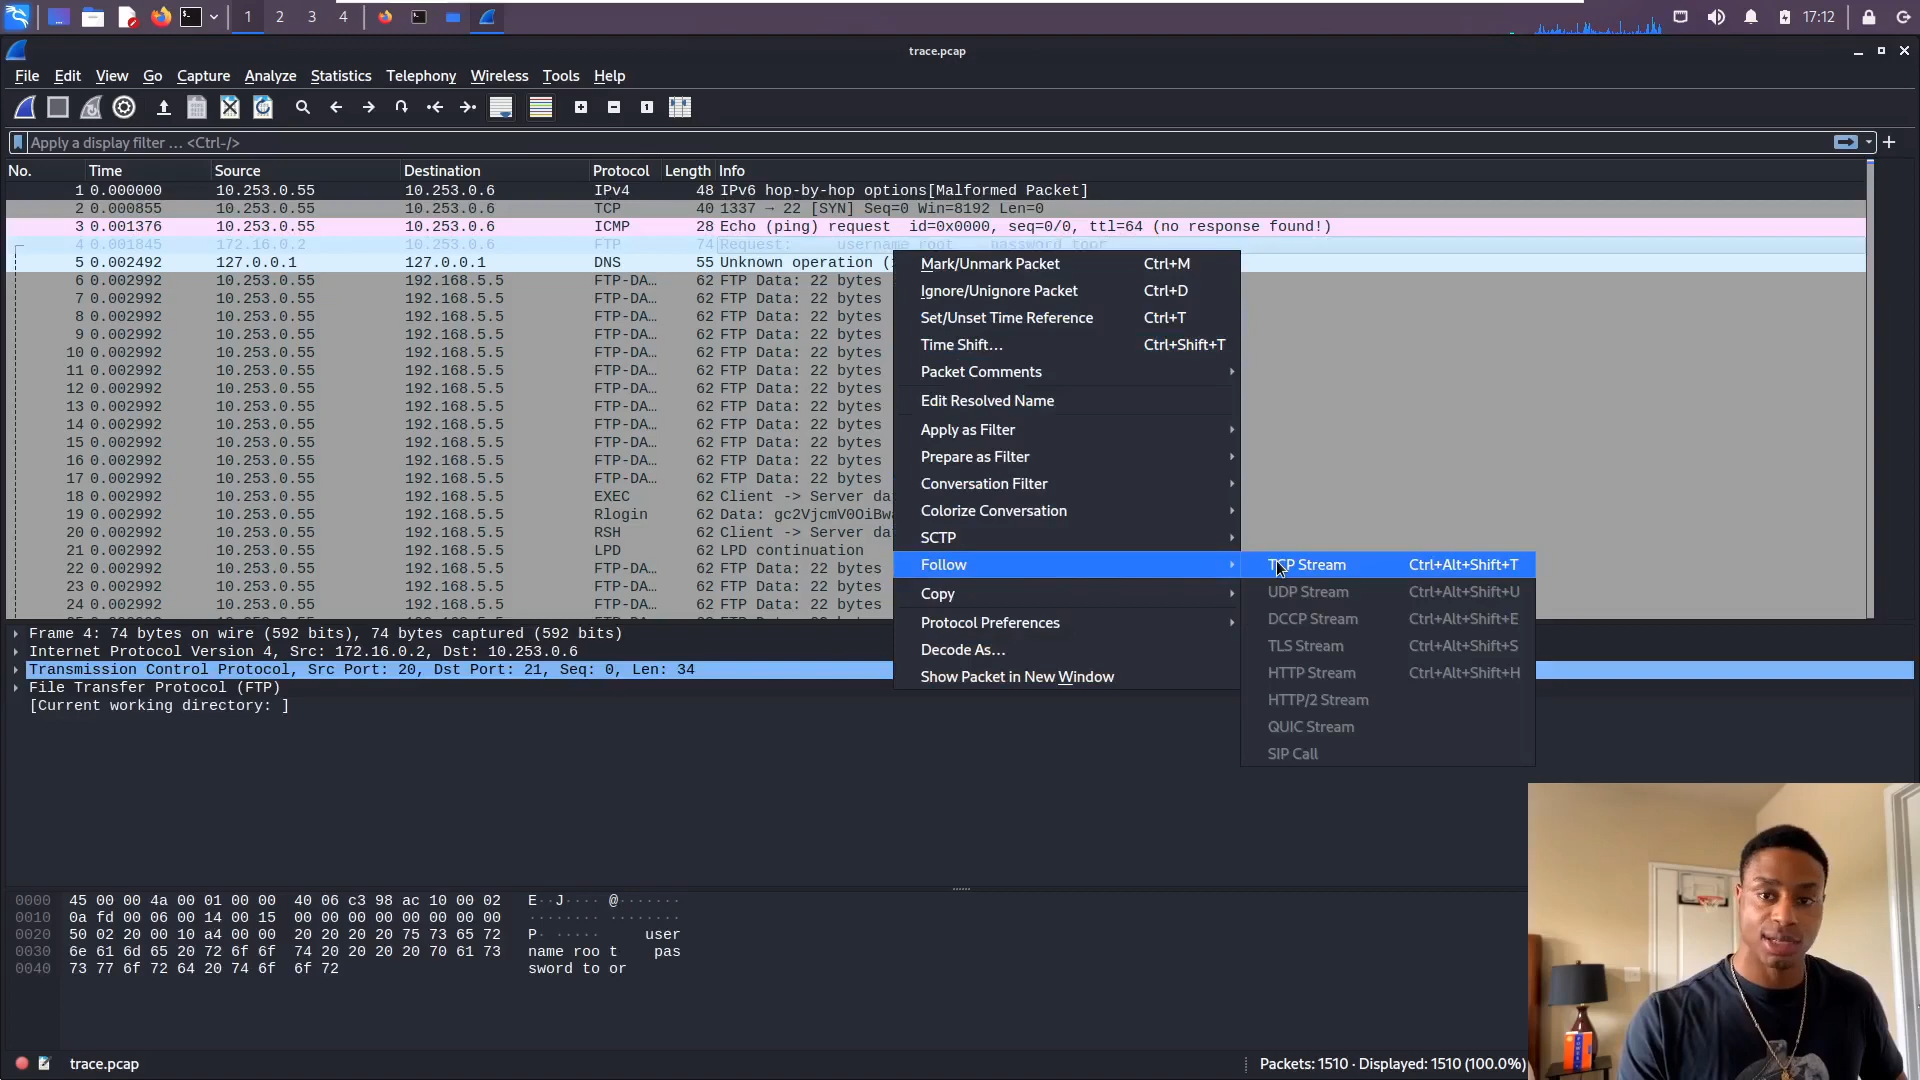 1 2 3 4
17:12
trace.pcap
File Edit View Go Capture Analyze Statistics Telephony Wireless Tools Help
Apply a display filter … <Ctrl-/>
No. Time Source Destination Protocol Length Info
1 0.000000 10.253.0.55 10.253.0.6 IPv4 48 IPv6 hop-by-hop options[Malformed Packet]
2 0.000855 10.253.0.55 10.253.0.6 TCP 40 1337 → 22 [SYN] Seq=0 Win=8192 Len=0
3 0.001376 10.253.0.55 10.253.0.6 ICMP 28 Echo (ping) request id=0x0000, seq=0/0, ttl=64 (no response found!)
4 0.001845 172.16.0.2 10.253.0.6 FTP 74 Request: username root password toor
5 0.002492 127.0.0.1 127.0.0.1 DNS 55 Unknown operation (
6 0.002992 10.253.0.55 192.168.5.5 FTP-DA… 62 FTP Data: 22 bytes
7 0.002992 10.253.0.55 192.168.5.5 FTP-DA… 62 FTP Data: 22 bytes
8 0.002992 10.253.0.55 192.168.5.5 FTP-DA… 62 FTP Data: 22 bytes
9 0.002992 10.253.0.55 192.168.5.5 FTP-DA… 62 FTP Data: 22 bytes
10 0.002992 10.253.0.55 192.168.5.5 FTP-DA… 62 FTP Data: 22 bytes
11 0.002992 10.253.0.55 192.168.5.5 FTP-DA… 62 FTP Data: 22 bytes
12 0.002992 10.253.0.55 192.168.5.5 FTP-DA… 62 FTP Data: 22 bytes
13 0.002992 10.253.0.55 192.168.5.5 FTP-DA… 62 FTP Data: 22 bytes
14 0.002992 10.253.0.55 192.168.5.5 FTP-DA… 62 FTP Data: 22 bytes
15 0.002992 10.253.0.55 192.168.5.5 FTP-DA… 62 FTP Data: 22 bytes
16 0.002992 10.253.0.55 192.168.5.5 FTP-DA… 62 FTP Data: 22 bytes
17 0.002992 10.253.0.55 192.168.5.5 FTP-DA… 62 FTP Data: 22 bytes
18 0.002992 10.253.0.55 192.168.5.5 EXEC 62 Client -> Server da
19 0.002992 10.253.0.55 192.168.5.5 Rlogin 62 Data: gc2VjcmV0OiBw
20 0.002992 10.253.0.55 192.168.5.5 RSH 62 Client -> Server da
21 0.002992 10.253.0.55 192.168.5.5 LPD 62 LPD continuation
22 0.002992 10.253.0.55 192.168.5.5 FTP-DA… 62 FTP Data: 22 bytes
23 0.002992 10.253.0.55 192.168.5.5 FTP-DA… 62 FTP Data: 22 bytes
24 0.002992 10.253.0.55 192.168.5.5 FTP-DA… 62 FTP Data: 22 bytes
Mark/Unmark Packet Ctrl+M
Ignore/Unignore Packet Ctrl+D
Set/Unset Time Reference Ctrl+T
Time Shift… Ctrl+Shift+T
Packet Comments
Edit Resolved Name
Apply as Filter
Prepare as Filter
Conversation Filter
Colorize Conversation
SCTP
Follow
Copy
Protocol Preferences
Decode As…
Show Packet in New Window
TCP Stream Ctrl+Alt+Shift+T
UDP Stream Ctrl+Alt+Shift+U
DCCP Stream Ctrl+Alt+Shift+E
TLS Stream Ctrl+Alt+Shift+S
HTTP Stream Ctrl+Alt+Shift+H
HTTP/2 Stream
QUIC Stream
SIP Call
Frame 4: 74 bytes on wire (592 bits), 74 bytes captured (592 bits)
Internet Protocol Version 4, Src: 172.16.0.2, Dst: 10.253.0.6
Transmission Control Protocol, Src Port: 20, Dst Port: 21, Seq: 0, Len: 34
File Transfer Protocol (FTP)
[Current working directory: ]
0000 45 00 00 4a 00 01 00 00 40 06 c3 98 ac 10 00 02 E··J···· @·······
0010 0a fd 00 06 00 14 00 15 00 00 00 00 00 00 00 00 ········ ········
0020 50 02 20 00 10 a4 00 00 20 20 20 20 75 73 65 72 P· ····· user
0030 6e 61 6d 65 20 72 6f 6f 74 20 20 20 20 70 61 73 name roo t pas
0040 73 77 6f 72 64 20 74 6f 6f 72 sword to or
trace.pcap
Packets: 1510 · Displayed: 1510 (100.0%)